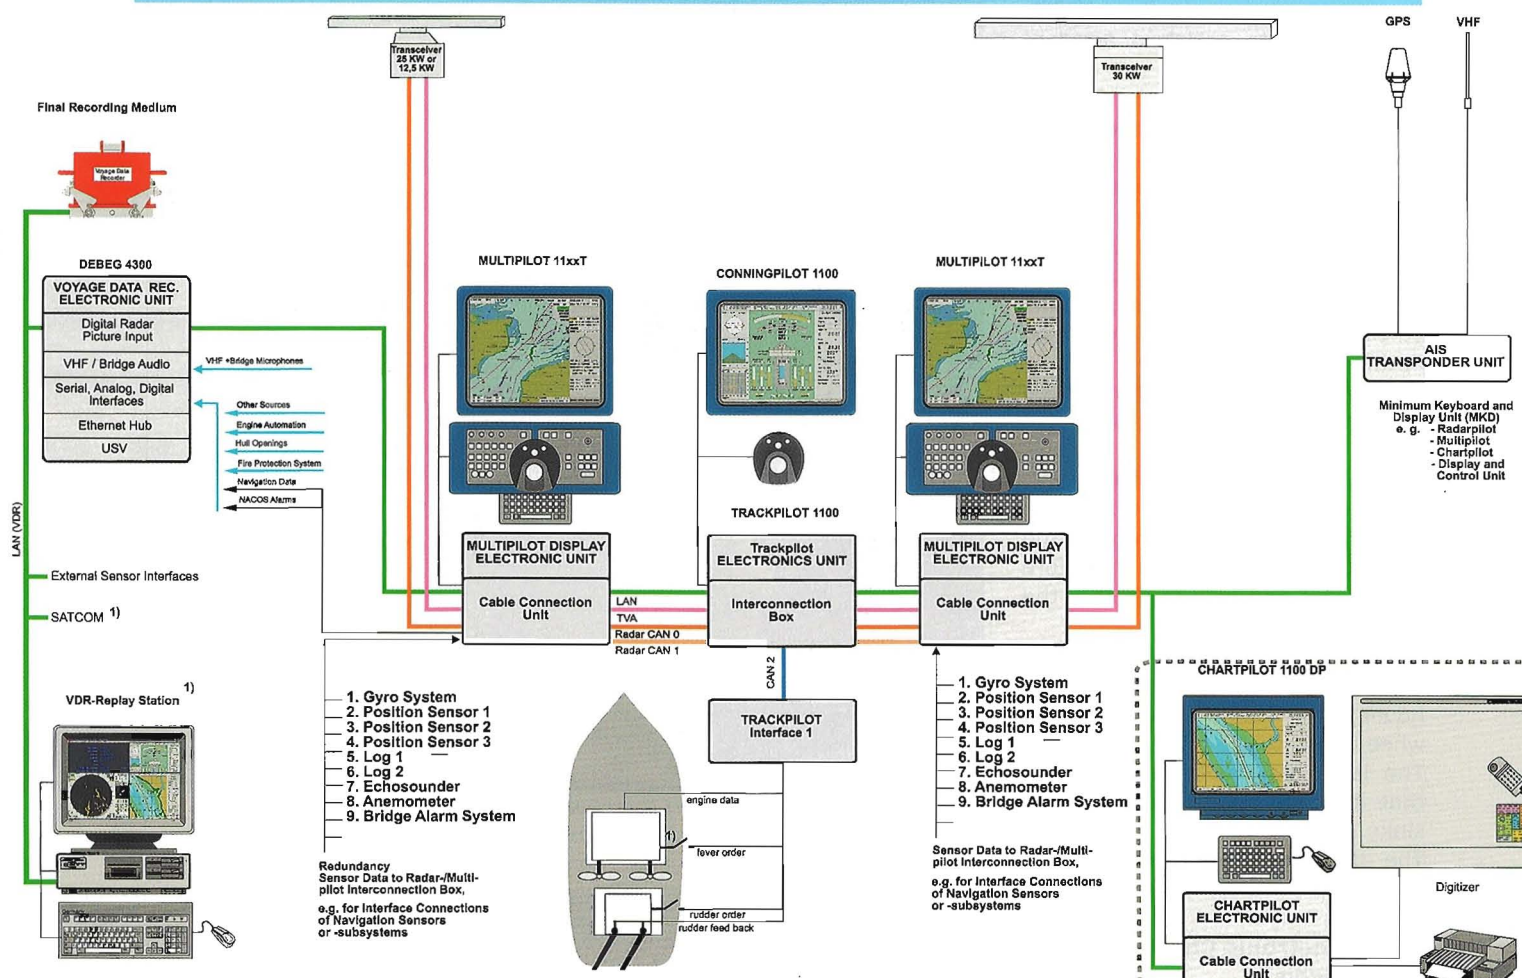 GPS
VHF
Transceiver
25 KW or
12,5 KW
Transceiver
30 KW
Final Recording Medium
Voyage Data
Recorder
DEBEG 4300
VOYAGE DATA REC.
ELECTRONIC UNIT
Digital Radar
Picture Input
VHF / Bridge Audio
Serial, Analog, Digital
Interfaces
Ethernet Hub
USV
VHF +Bridge Microphones
Other Sources
Engine Automation
Hull Openings
Fire Protection System
Navigation Data
NACOS Alarms
LAN (VDR)
External Sensor Interfaces
SATCOM 1)
VDR-Replay Station 1)
MULTIPILOT 11xxT
CONNINGPILOT 1100
MULTIPILOT 11xxT
TRACKPILOT 1100
MULTIPILOT DISPLAY
ELECTRONIC UNIT
Cable Connection
Unit
Trackpilot
ELECTRONICS UNIT
Interconnection
Box
MULTIPILOT DISPLAY
ELECTRONIC UNIT
Cable Connection
Unit
LAN
TVA
Radar CAN 0
Radar CAN 1
CAN 2
TRACKPILOT
Interface 1
AIS
TRANSPONDER UNIT
Minimum Keyboard and
Display Unit (MKD)
e. g. - Radarpilot
- Multipilot
- Chartpilot
- Display and
Control Unit
1. Gyro System
2. Position Sensor 1
3. Position Sensor 2
4. Position Sensor 3
5. Log 1
6. Log 2
7. Echosounder
8. Anemometer
9. Bridge Alarm System
Redundancy
Sensor Data to Radar-/Multi-
pilot Interconnection Box,
e.g. for Interface Connections
of Navigation Sensors
or -subsystems
engine data
1)
fever order
rudder order
rudder feed back
1. Gyro System
2. Position Sensor 1
3. Position Sensor 2
4. Position Sensor 3
5. Log 1
6. Log 2
7. Echosounder
8. Anemometer
9. Bridge Alarm System
Sensor Data to Radar-/Multi-
pilot Interconnection Box,
e.g. for Interface Connections
of Navigation Sensors
or -subsystems
CHARTPILOT 1100 DP
Digitizer
CHARTPILOT
ELECTRONIC UNIT
Cable Connection
Unit